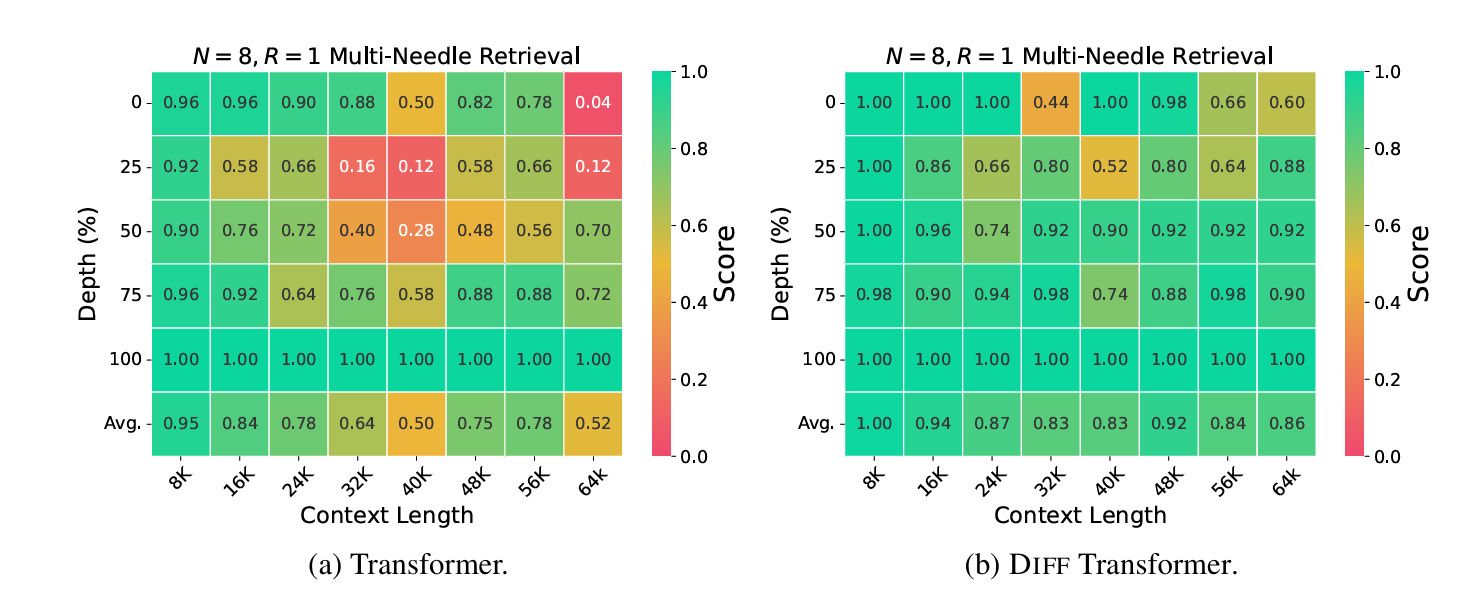 N = 8, R = 1 Multi-Needle Retrieval
0 0.96 0.96 0.90 0.88 0.50 0.82 0.78 0.04
25 0.92 0.58 0.66 0.16 0.12 0.58 0.66 0.12
50 0.90 0.76 0.72 0.40 0.28 0.48 0.56 0.70
75 0.96 0.92 0.64 0.76 0.58 0.88 0.88 0.72
100 1.00 1.00 1.00 1.00 1.00 1.00 1.00 1.00
Avg. 0.95 0.84 0.78 0.64 0.50 0.75 0.78 0.52
8K 16K 24K 32K 40K 48K 56K 64k
Depth (%)
Context Length
1.0
0.8
0.6
0.4
0.2
0.0
Score
(a) Transformer.
N = 8, R = 1 Multi-Needle Retrieval
0 1.00 1.00 1.00 0.44 1.00 0.98 0.66 0.60
25 1.00 0.86 0.66 0.80 0.52 0.80 0.64 0.88
50 1.00 0.96 0.74 0.92 0.90 0.92 0.92 0.92
75 0.98 0.90 0.94 0.98 0.74 0.88 0.98 0.90
100 1.00 1.00 1.00 1.00 1.00 1.00 1.00 1.00
Avg. 1.00 0.94 0.87 0.83 0.83 0.92 0.84 0.86
8K 16K 24K 32K 40K 48K 56K 64k
Depth (%)
Context Length
1.0
0.8
0.6
0.4
0.2
0.0
Score
(b) DIFF Transformer.